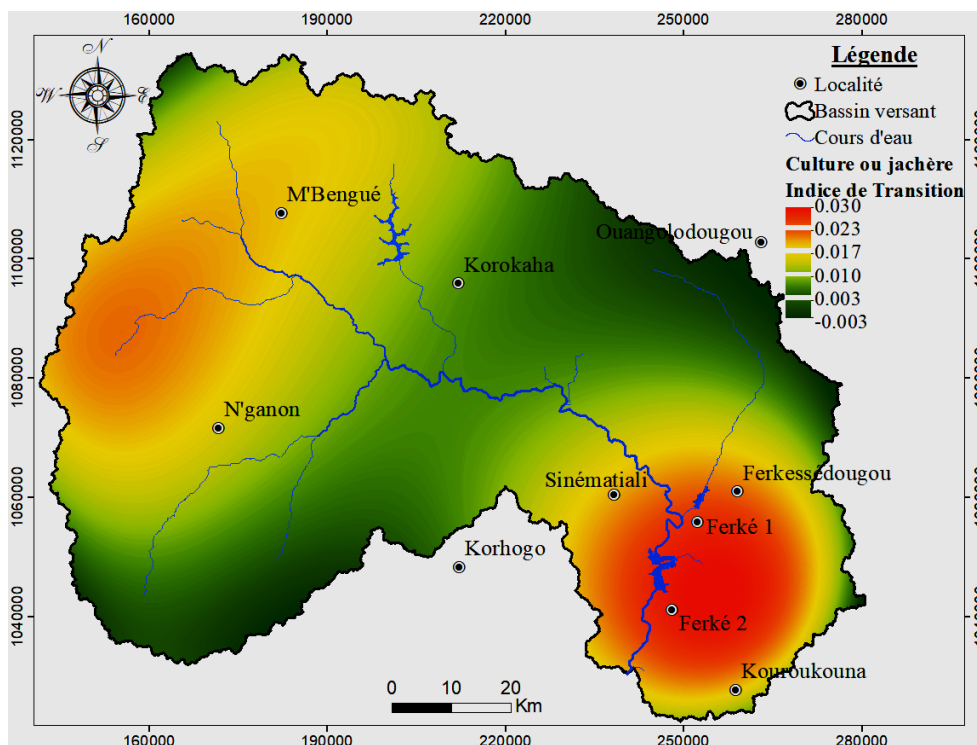 160000 190000 220000 250000 280000
N
W E
S
Légende
Localité
Bassin versant
Cours d'eau
Culture ou jachère
Indice de Transition
0.030
0.023
0.017
0.010
0.003
-0.003
1120000
1100000
1080000
1060000
1040000
M'Bengué
Ouangolodougou
Korokaha
N'ganon
Sinématiali
Ferkessédougou
Ferké 1
Korhogo
Ferké 2
Kouroukouna
0 10 20
Km
160000 190000 220000 250000 280000